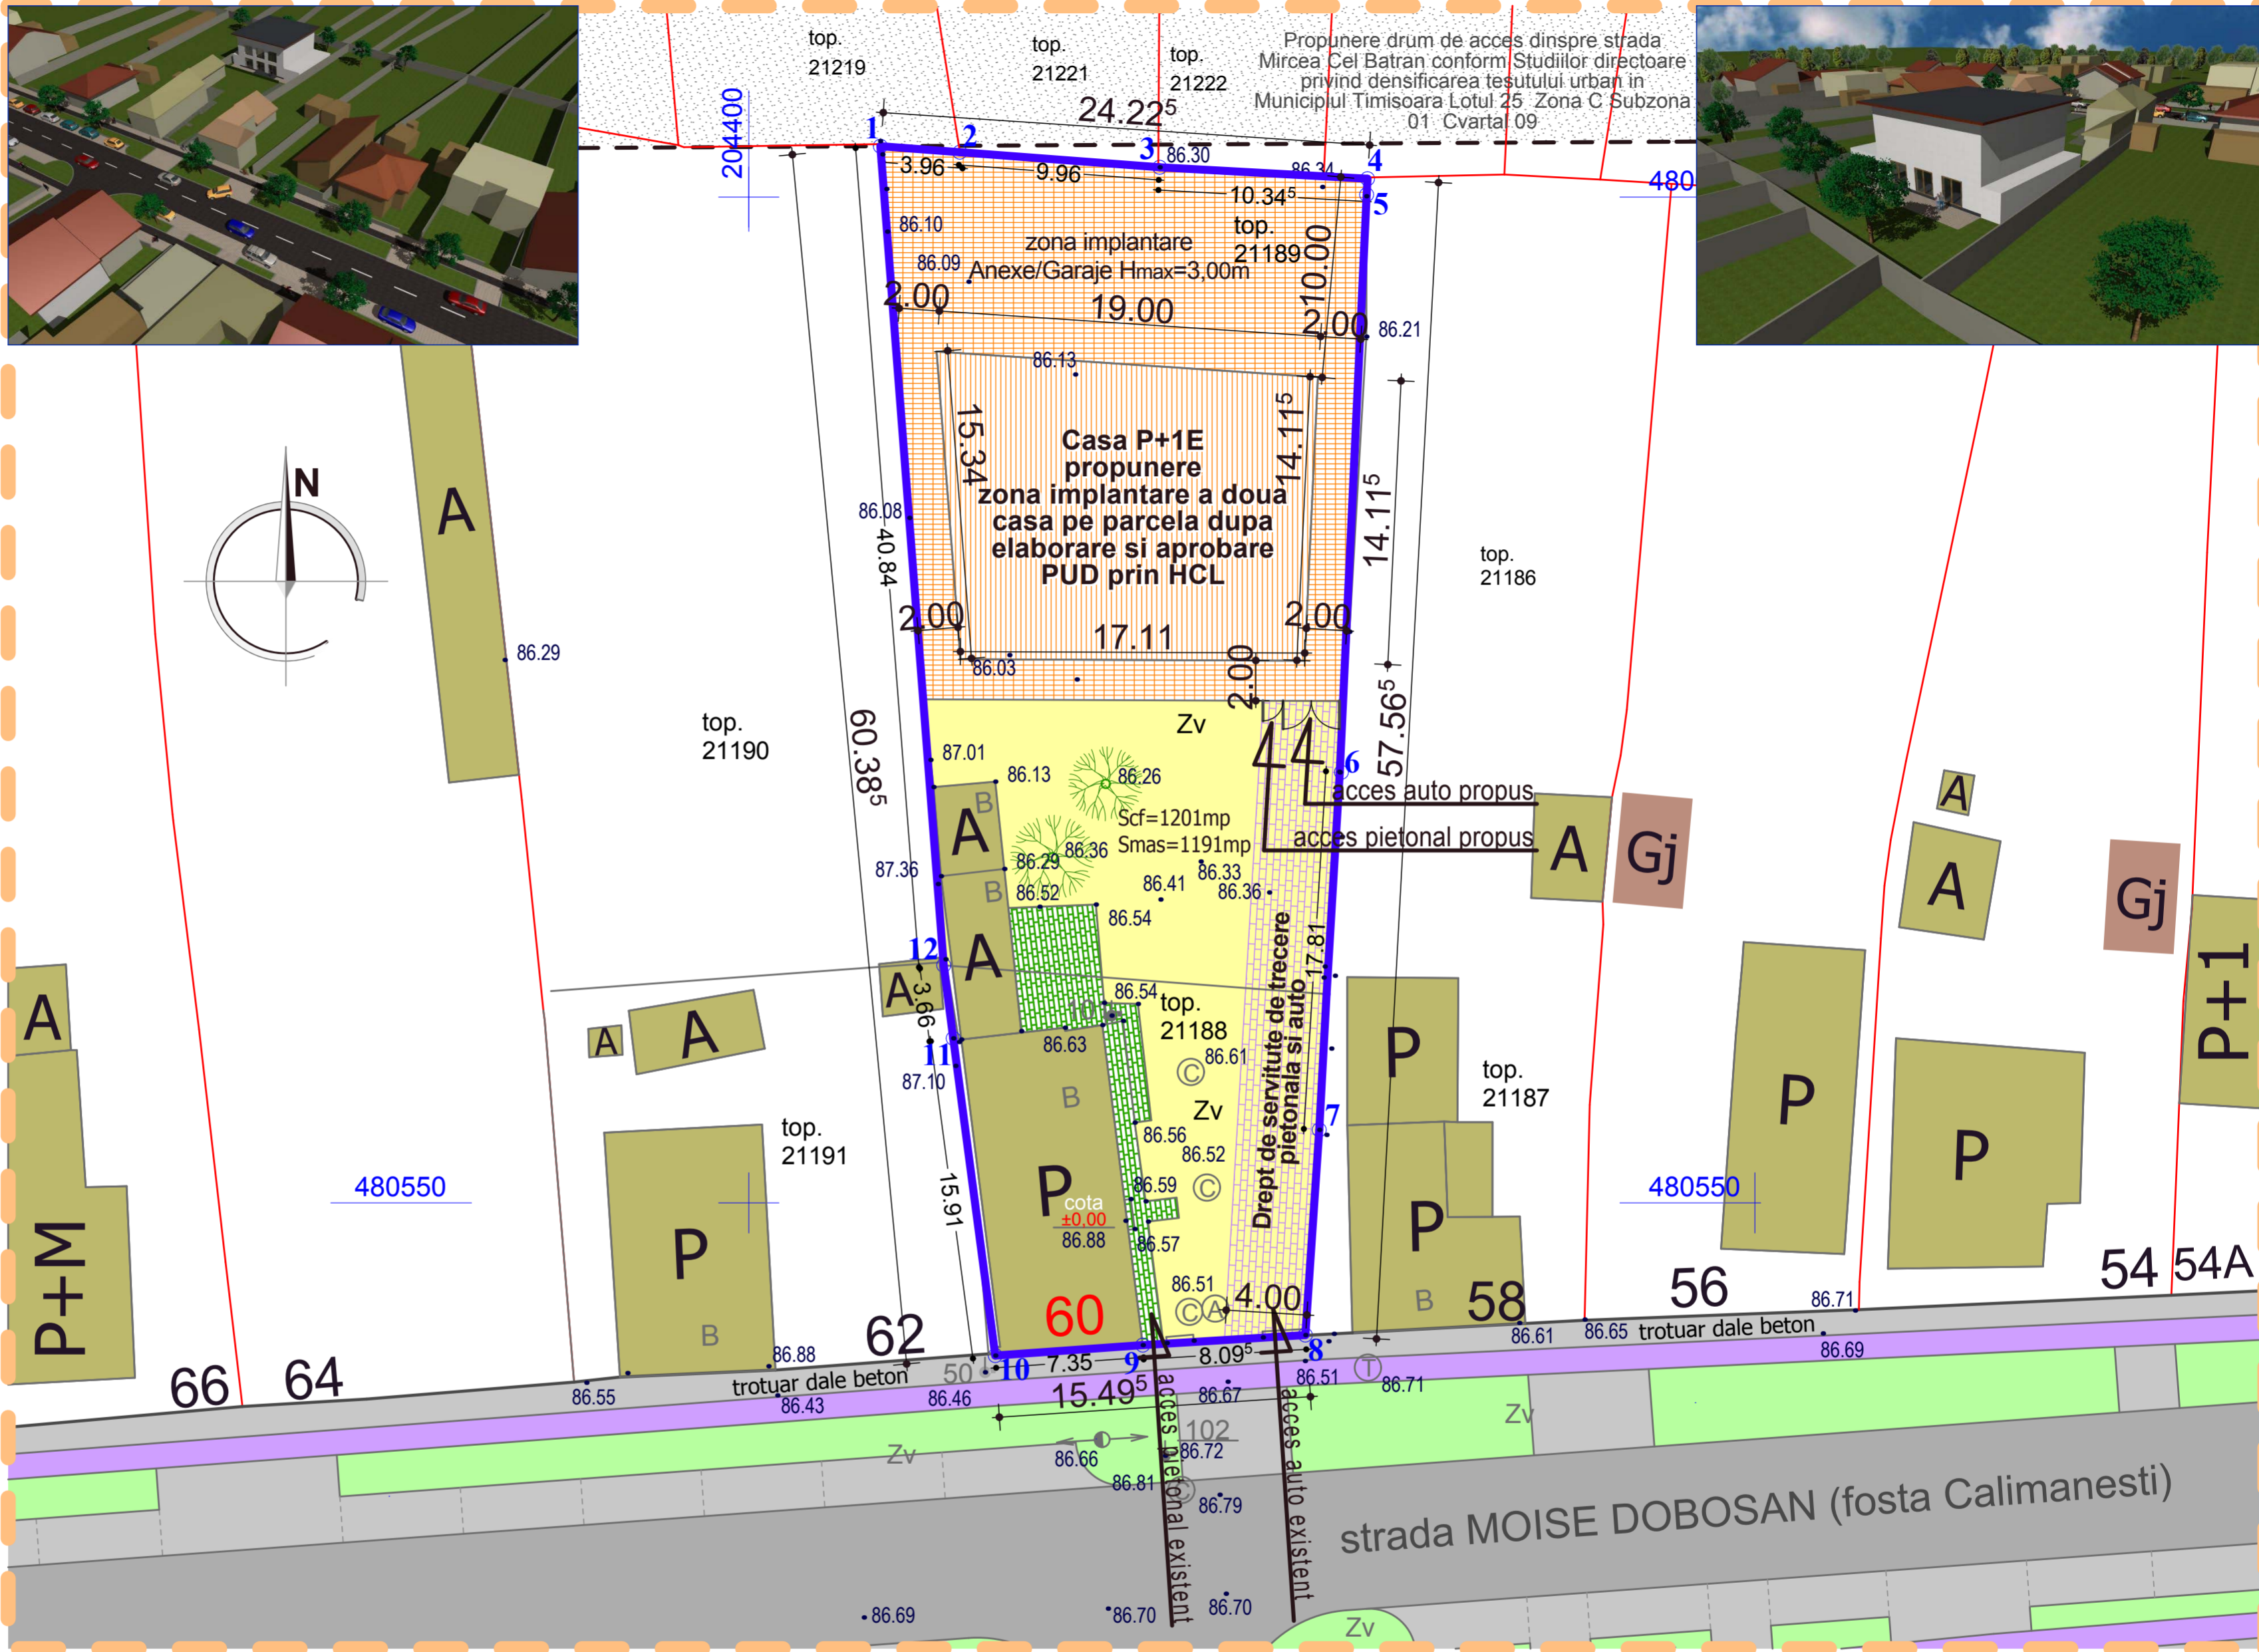 top.
21219
top.
21221
top.
21222
Propunere drum de acces dinspre strada
Mircea Cel Batran conform Studiilor directoare
privind densificarea tesutului urban in
Municipiul Timisoara Lotul 25 Zona C Subzona
01 Cvartal 09
204400
24.22⁵
1
2
3
4
5
86.30
86.34
3.96
9.96
10.34⁵
480
86.10
86.09
zona implantare
Anexe/Garaje Hmax=3,00m
top.
21189
10.00
2.00
19.00
2.00
86.21
86.13
15.34
14.11⁵
Casa P+1E
propunere
zona implantare a doua
casa pe parcela dupa
elaborare si aprobare
PUD prin HCL
14.11⁵
N
A
86.08
40.84
top.
21186
2.00
2.00
17.11
86.03
2.00
86.29
top.
21190
60.38⁵
57.56⁵
Zv
87.01
86.13
86.26
6
acces auto propus
acces pietonal propus
Scf=1201mp
Smas=1191mp
B
A
A
Gj
A
A
Gj
P+1
87.36
86.29
86.36
86.33
86.41
86.36
B
86.52
86.54
12
A
A
3.66
17.81
Drept de servitute de trecere
pietonala si auto
86.54
top.
21188
A
A
A
11
86.63
86.61
C
P
top.
21187
P
P
87.10
B
Zv
7
86.56
86.52
top.
21191
480550
480550
P+M
P
B
15.91
P
cota
±0,00
86.88
86.59
C
86.57
P
B
86.51
C
A
4.00
60
66
64
62
58
56
54
54A
86.71
86.61
86.65
trotuar dale beton
86.69
86.88
trotuar dale beton
50
10
7.35
9
8.09⁵
8
T
86.55
86.43
86.46
15.49⁵
86.67
86.51
86.71
acces pietonal existent
acces auto existent
Zv
Zv
102
86.66
86.72
86.81
C
86.79
strada MOISE DOBOSAN (fosta Calimanesti)
86.69
86.70
86.70
Zv